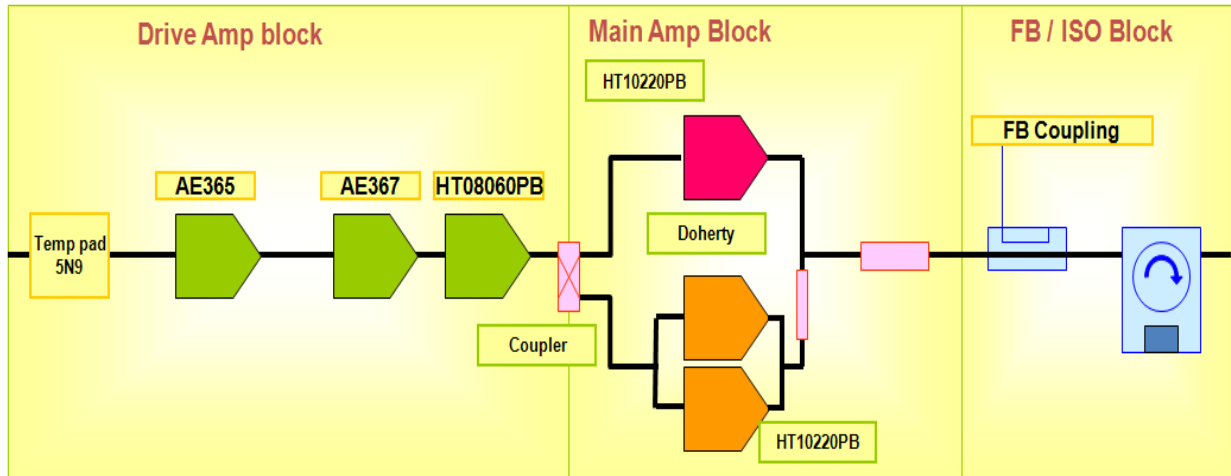 Drive Amp block
Main Amp Block
FB / ISO Block
HT10220PB
FB Coupling
AE365
AE367
HT08060PB
Temp pad
5N9
Doherty
Coupler
HT10220PB